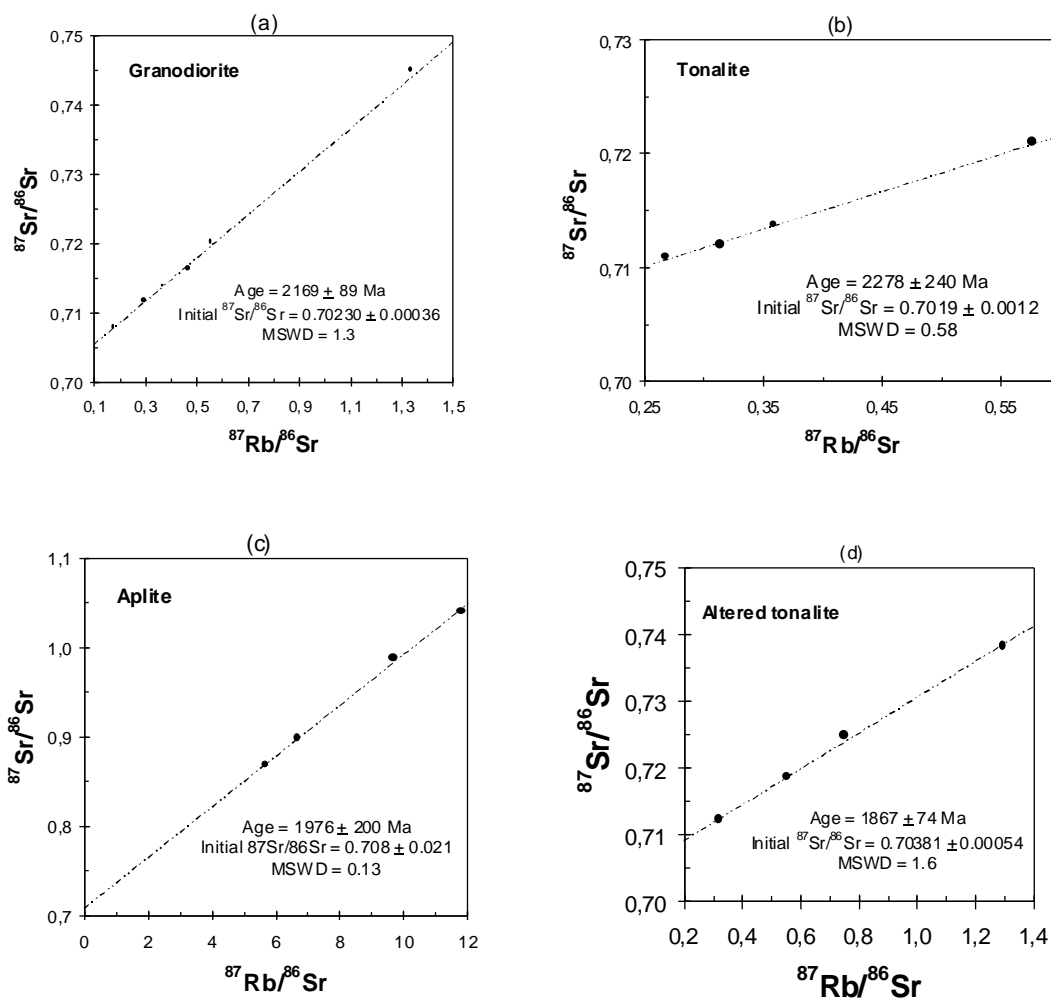 (a)
Granodiorite
0,75
0,74
0,73
0,72
0,71
0,70
87Sr/86Sr
Age = 2169 ± 89 Ma
Initial 87Sr/86Sr = 0.70230 ± 0.00036
MSWD = 1.3
0,1 0,3 0,4 0,6 0,7 0,9 1,1 1,2 1,3 1,5
87Rb/86Sr
(b)
Tonalite
0,73
0,72
0,71
0,70
87Sr/86Sr
Age = 2278 ± 240 Ma
Initial 87Sr/86Sr = 0.7019 ± 0.0012
MSWD = 0.58
0,25 0,35 0,45 0,55
87Rb/86Sr
(c)
Aplite
1,1
1,0
0,9
0,8
0,7
87Sr/86Sr
Age = 1976 ± 200 Ma
Initial 87Sr/86Sr = 0.708 ± 0.021
MSWD = 0.13
0 2 4 6 8 10 12
87Rb/86Sr
(d)
Altered tonalite
0,75
0,74
0,73
0,72
0,71
0,70
87Sr/86Sr
Age = 1867 ± 74 Ma
Initial 87Sr/86Sr = 0.70381 ± 0.00054
MSWD = 1.6
0,2 0,4 0,6 0,8 1,0 1,2 1,4
87Rb/86Sr